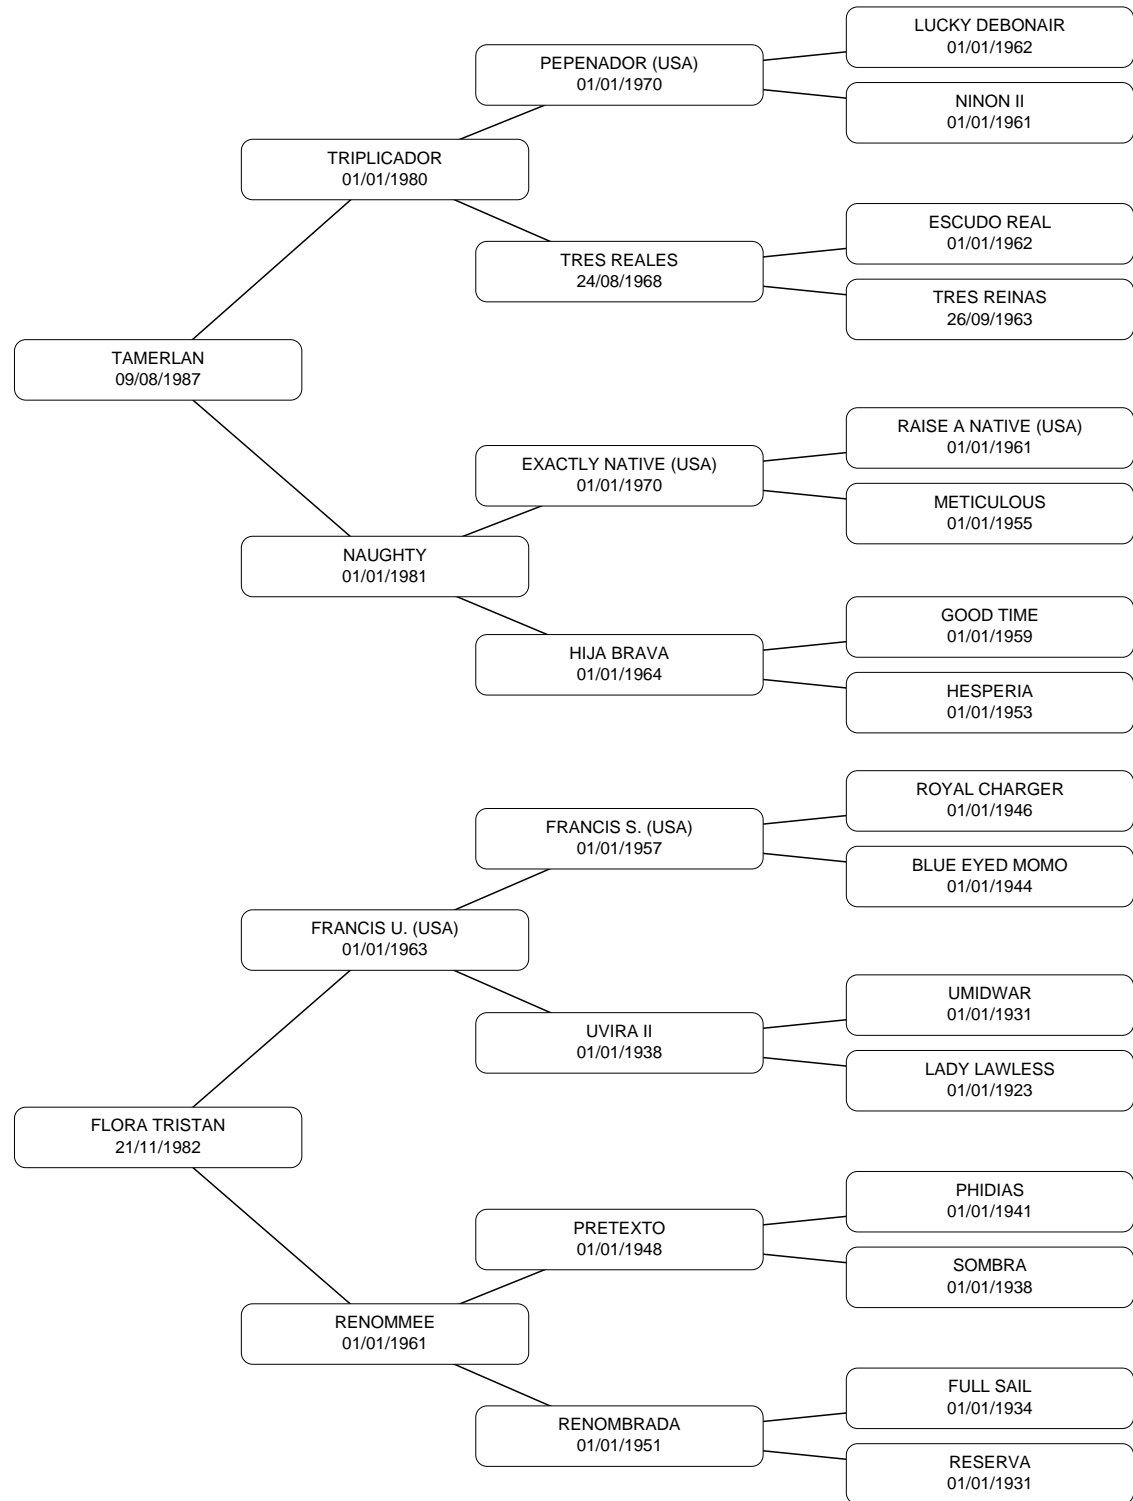 LUCKY DEBONAIR
01/01/1962
PEPENADOR (USA)
01/01/1970
NINON II
01/01/1961
TRIPLICADOR
01/01/1980
ESCUDO REAL
01/01/1962
TRES REALES
24/08/1968
TRES REINAS
26/09/1963
TAMERLAN
09/08/1987
RAISE A NATIVE (USA)
01/01/1961
EXACTLY NATIVE (USA)
01/01/1970
METICULOUS
01/01/1955
NAUGHTY
01/01/1981
GOOD TIME
01/01/1959
HIJA BRAVA
01/01/1964
HESPERIA
01/01/1953
ROYAL CHARGER
01/01/1946
FRANCIS S. (USA)
01/01/1957
BLUE EYED MOMO
01/01/1944
FRANCIS U. (USA)
01/01/1963
UMIDWAR
01/01/1931
UVIRA II
01/01/1938
LADY LAWLESS
01/01/1923
FLORA TRISTAN
21/11/1982
PHIDIAS
01/01/1941
PRETEXTO
01/01/1948
SOMBRA
01/01/1938
RENOMMEE
01/01/1961
FULL SAIL
01/01/1934
RENOMBRADA
01/01/1951
RESERVA
01/01/1931